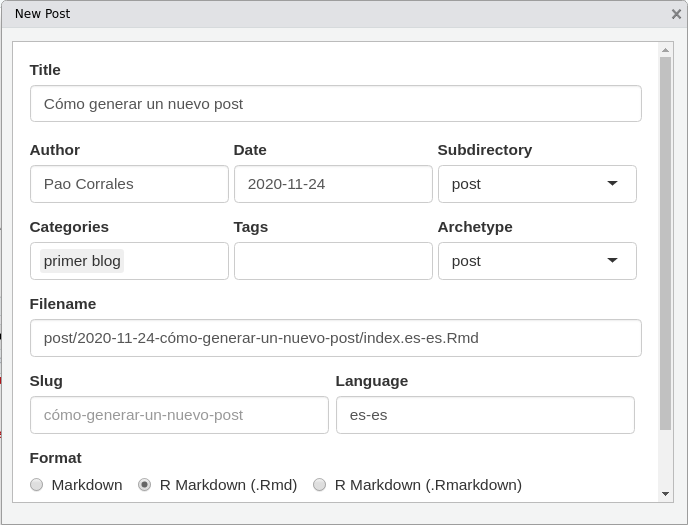 New Post
Title
Cómo generar un nuevo post
Author Date Subdirectory
Pao Corrales 2020-11-24 post
Categories Tags Archetype
primer blog post
Filename
post/2020-11-24-cómo-generar-un-nuevo-post/index.es-es.Rmd
Slug Language
cómo-generar-un-nuevo-post es-es
Format
Markdown R Markdown (.Rmd) R Markdown (.Rmarkdown)